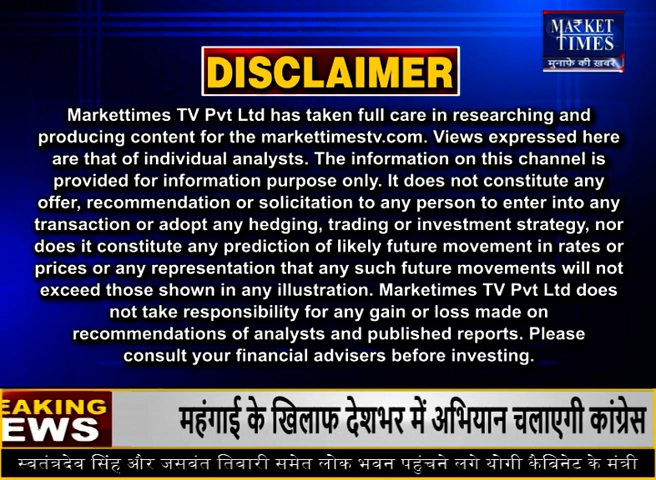 MARKET
TIMES
मुनाफे की ख़बर
DISCLAIMER
Markettimes TV Pvt Ltd has taken full care in researching and
producing content for the markettimestv.com. Views expressed here
are that of individual analysts. The information on this channel is
provided for information purpose only. It does not constitute any
offer, recommendation or solicitation to any person to enter into any
transaction or adopt any hedging, trading or investment strategy, nor
does it constitute any prediction of likely future movement in rates or
prices or any representation that any such future movements will not
exceed those shown in any illustration. Marketimes TV Pvt Ltd does
not take responsibility for any gain or loss made on
recommendations of analysts and published reports. Please
consult your financial advisers before investing.
EAKING
EWS
महंगाई के खिलाफ देशभर में अभियान चलाएगी कांग्रेस
स्वतंत्रदेव सिंह और जसवंत तिवारी समेत लोक भवन पहुंचने लगे योगी कैबिनेट के मंत्री